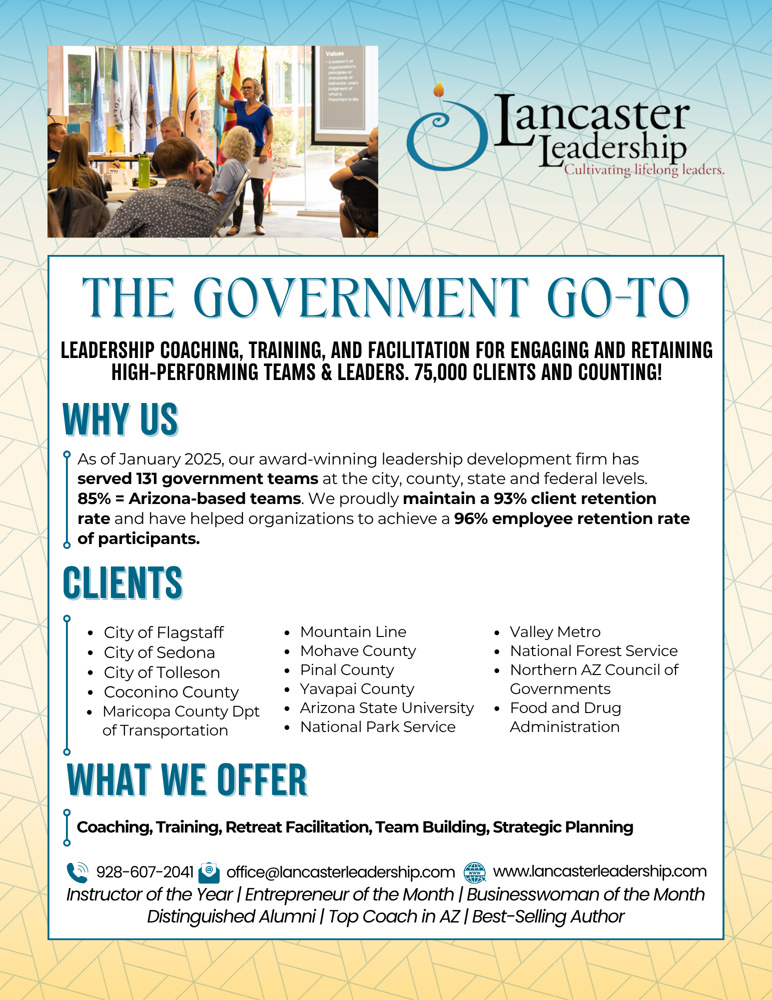 Values
• a person's or
organization's
principles or
standards of
behavior; one's
judgment of
what is
important in life
NAU
Lancaster
Leadership
Cultivating lifelong leaders.
THE GOVERNMENT GO-TO
LEADERSHIP COACHING, TRAINING, AND FACILITATION FOR ENGAGING AND RETAINING
HIGH-PERFORMING TEAMS & LEADERS. 75,000 CLIENTS AND COUNTING!
WHY US
As of January 2025, our award-winning leadership development firm has
served 131 government teams at the city, county, state and federal levels.
85% = Arizona-based teams. We proudly maintain a 93% client retention
rate and have helped organizations to achieve a 96% employee retention rate
of participants.
CLIENTS
• City of Flagstaff
• City of Sedona
• City of Tolleson
• Coconino County
• Maricopa County Dpt
of Transportation
• Mountain Line
• Mohave County
• Pinal County
• Yavapai County
• Arizona State University
• National Park Service
• Valley Metro
• National Forest Service
• Northern AZ Council of
Governments
• Food and Drug
Administration
WHAT WE OFFER
Coaching, Training, Retreat Facilitation, Team Building, Strategic Planning
928-607-2041 @ office@lancasterleadership.com www www.lancasterleadership.com
Instructor of the Year | Entrepreneur of the Month | Businesswoman of the Month
Distinguished Alumni | Top Coach in AZ | Best-Selling Author